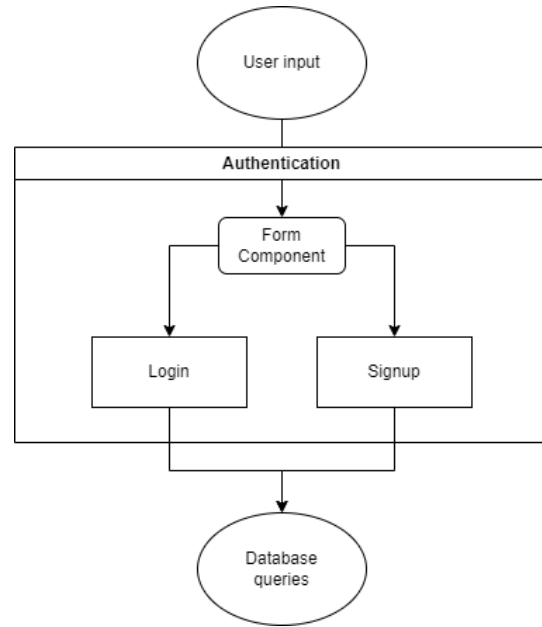 User input
Authentication
Form
Component
Login
Signup
Database
queries